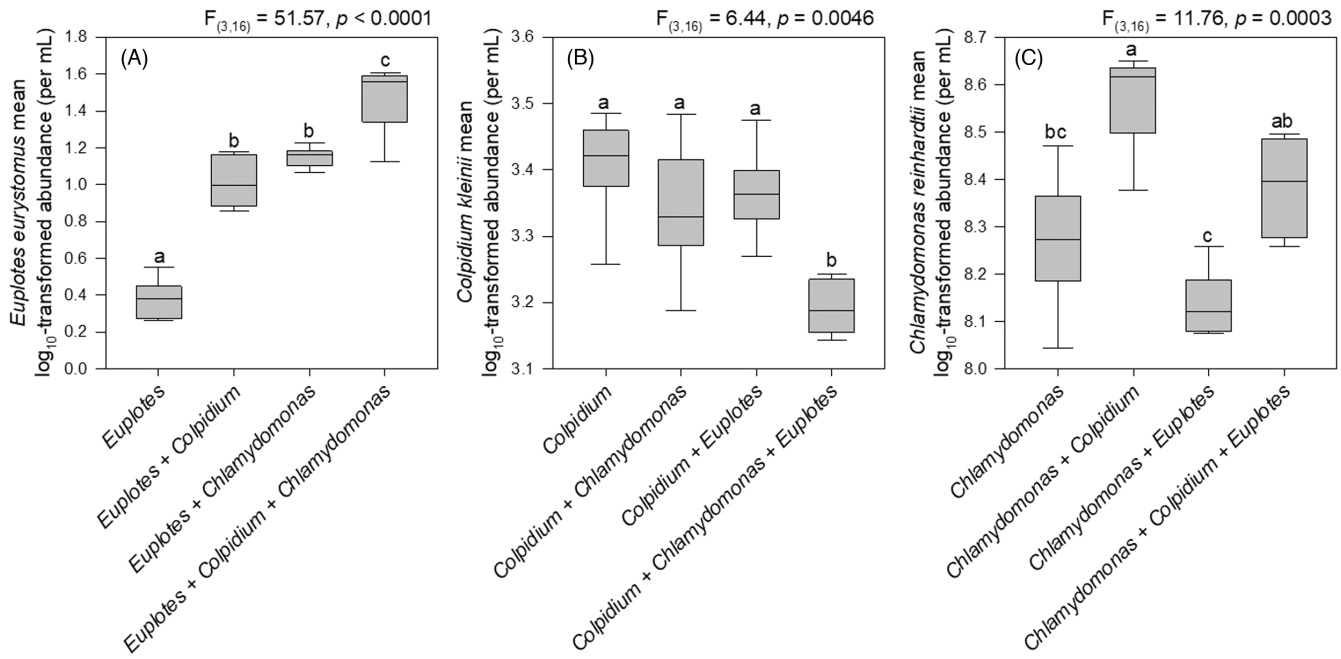 F(3,16) = 51.57, p < 0.0001
(A)
Euplotes eurystomus mean
log10-transformed abundance (per mL)
1.8
1.6
1.4
1.2
1.0
0.8
0.6
0.4
0.2
0.0
a
b
b
c
Euplotes
Euplotes + Colpidium
Euplotes + Chlamydomonas
Euplotes + Colpidium + Chlamydomonas
F(3,16) = 6.44, p = 0.0046
(B)
Colpidium kleinii mean
log10-transformed abundance (per mL)
3.6
3.5
3.4
3.3
3.2
3.1
a
a
a
b
Colpidium
Colpidium + Chlamydomonas
Colpidium + Euplotes
Colpidium + Chlamydomonas + Euplotes
F(3,16) = 11.76, p = 0.0003
(C)
Chlamydomonas reinhardtii mean
log10-transformed abundance (per mL)
8.7
8.6
8.5
8.4
8.3
8.2
8.1
8.0
bc
a
c
ab
Chlamydomonas
Chlamydomonas + Colpidium
Chlamydomonas + Euplotes
Chlamydomonas + Colpidium + Euplotes